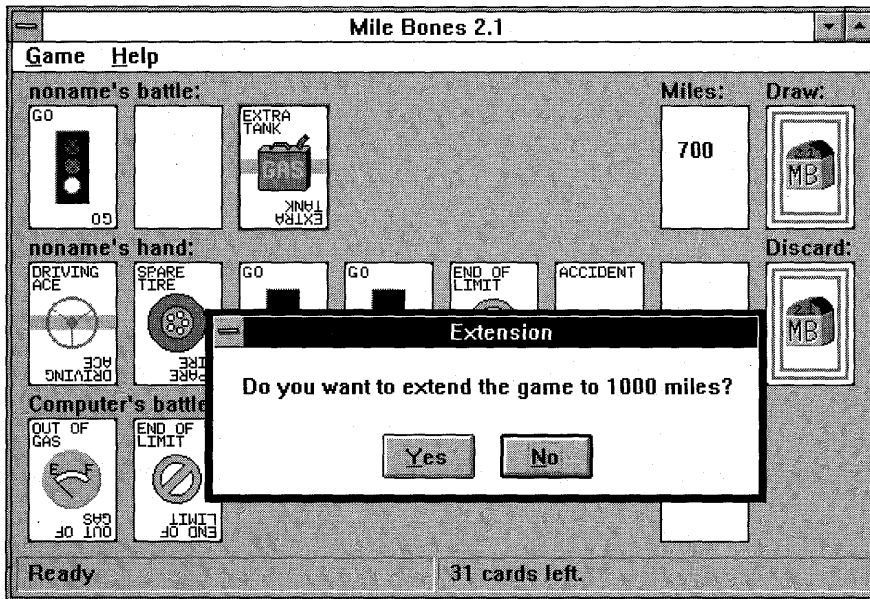 Mile Bones 2.1
Game Help
noname's battle:
Miles:
Draw:
GO
GO
EXTRA
TANK
GAS
EXTRA
TANK
700
MB
noname's hand:
Discard:
DRIVING
ACE
DRIVING
ACE
SPARE
TIRE
SPARE
TIRE
GO
GO
END OF
LIMIT
ACCIDENT
MB
Extension
Do you want to extend the game to 1000 miles?
Yes
No
Computer's battle
OUT OF
GAS
E F
OUT OF
GAS
END OF
LIMIT
END OF
LIMIT
Ready
31 cards left.